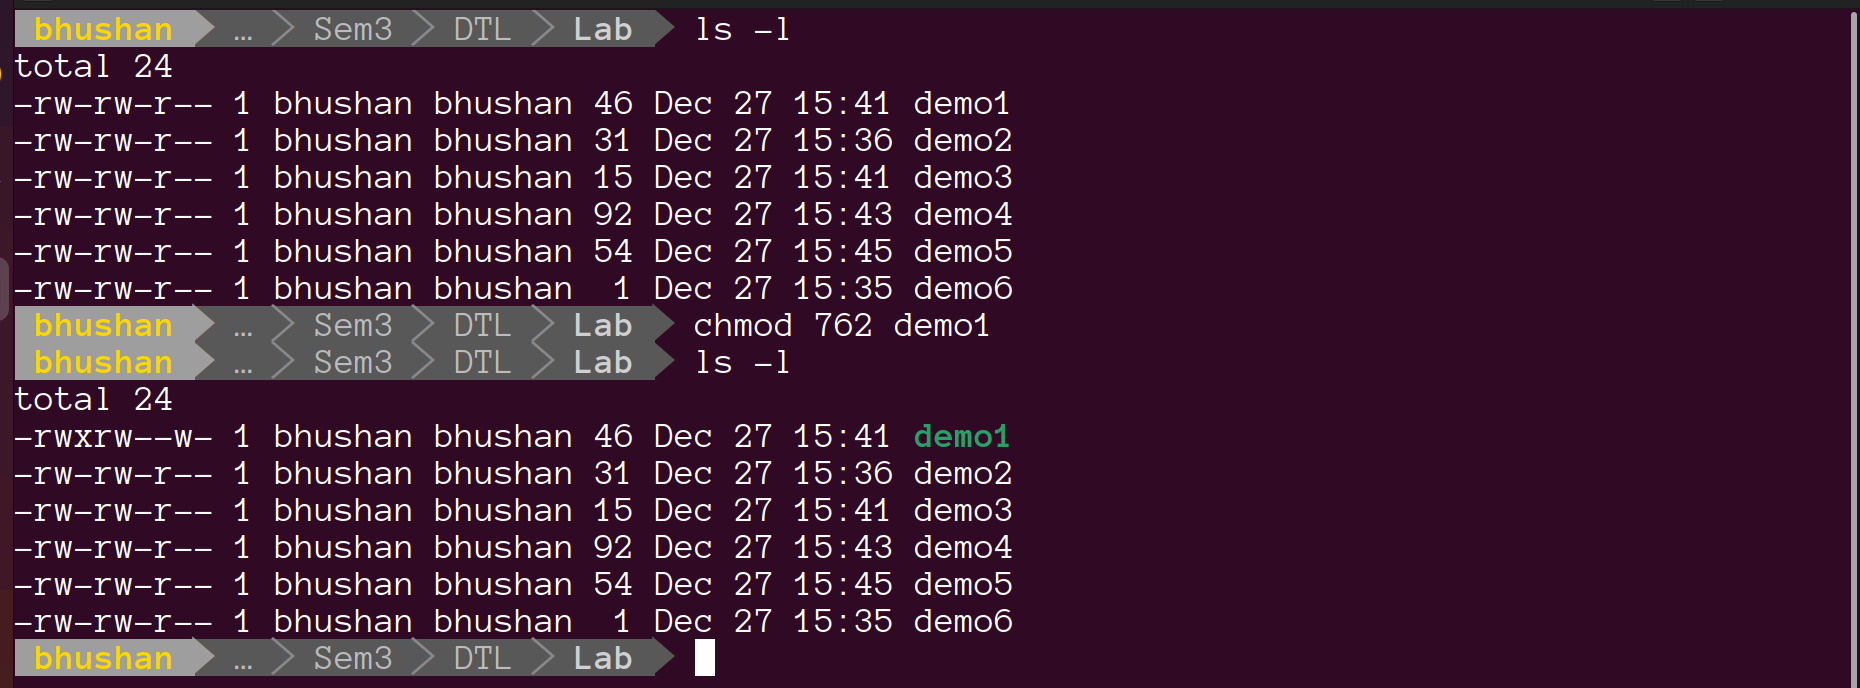 bhushan … Sem3 DTL Lab ls -l
total 24
-rw-rw-r-- 1 bhushan bhushan 46 Dec 27 15:41 demo1
-rw-rw-r-- 1 bhushan bhushan 31 Dec 27 15:36 demo2
-rw-rw-r-- 1 bhushan bhushan 15 Dec 27 15:41 demo3
-rw-rw-r-- 1 bhushan bhushan 92 Dec 27 15:43 demo4
-rw-rw-r-- 1 bhushan bhushan 54 Dec 27 15:45 demo5
-rw-rw-r-- 1 bhushan bhushan  1 Dec 27 15:35 demo6
bhushan … Sem3 DTL Lab chmod 762 demo1
bhushan … Sem3 DTL Lab ls -l
total 24
-rwxrw--w- 1 bhushan bhushan 46 Dec 27 15:41 demo1
-rw-rw-r-- 1 bhushan bhushan 31 Dec 27 15:36 demo2
-rw-rw-r-- 1 bhushan bhushan 15 Dec 27 15:41 demo3
-rw-rw-r-- 1 bhushan bhushan 92 Dec 27 15:43 demo4
-rw-rw-r-- 1 bhushan bhushan 54 Dec 27 15:45 demo5
-rw-rw-r-- 1 bhushan bhushan  1 Dec 27 15:35 demo6
bhushan … Sem3 DTL Lab